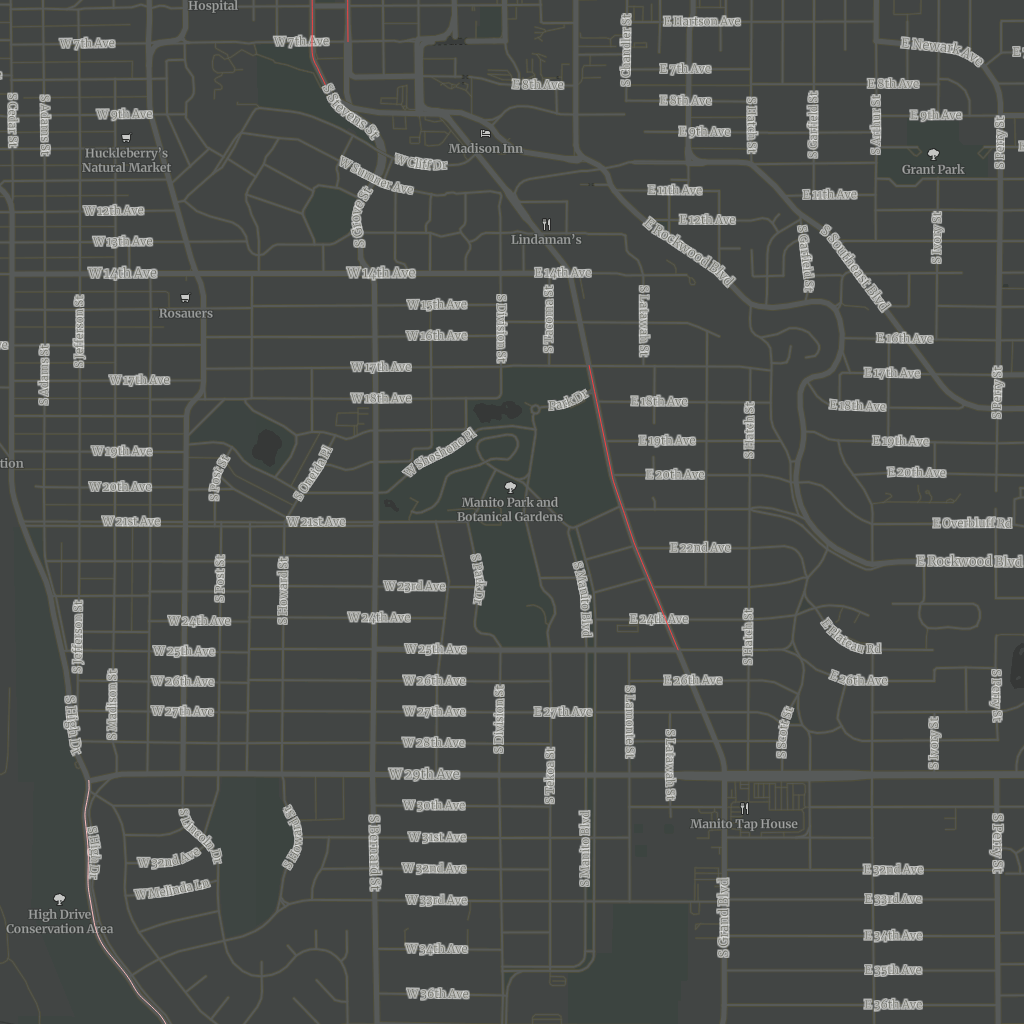 Hospital
E Hartson Ave
W 7th Ave
W 7th Ave
S Chandler St
E Newark Ave
E 7th Ave
E 8th Ave
E 8th Ave
S Cedar St
S Adams St
S Stevens St
E 8th Ave
W 9th Ave
S Hatch St
S Garfield St
S Arthur St
E 9th Ave
S Perry St
E 9th Ave
Huckleberry's
Natural Market
Madison Inn
W Cliff Dr
W Sumner Ave
Grant Park
E 11th Ave
E 11th Ave
W 12th Ave
S Grove St
E 12th Ave
S Ivory St
E Rockwood Blvd
S Garfield St
S Southeast Blvd
W 13th Ave
Lindaman's
W 14th Ave
W 14th Ave
E 14th Ave
Rosauers
S Jefferson St
W 15th Ave
S Division St
S Tacoma St
S Latawah St
W 16th Ave
E 16th Ave
S Adams St
W 17th Ave
W 17th Ave
E 17th Ave
S Perry St
W 18th Ave
Park Dr
E 18th Ave
E 18th Ave
S Hatch St
W 19th Ave
W Shoshone Pl
E 19th Ave
E 19th Ave
tion
S Post St
S Oneida Pl
E 20th Ave
E 20th Ave
W 20th Ave
Manito Park and
Botanical Gardens
W 21st Ave
W 21st Ave
E Overbluff Rd
E 22nd Ave
E Rockwood Blvd
S Post St
S Howard St
S Park Dr
S Manito Blvd
W 23rd Ave
S Jefferson St
W 24th Ave
W 24th Ave
E 24th Ave
S Hatch St
E Plateau Rd
W 25th Ave
W 25th Ave
W 26th Ave
W 26th Ave
E 26th Ave
E 26th Ave
S High Dr
S Madison St
W 27th Ave
W 27th Ave
S Division St
E 27th Ave
S Lamonte St
S Scott St
S Perry St
S Ivory St
W 28th Ave
S Latawah St
W 29th Ave
S Tekoa St
W 30th Ave
Manito Tap House
S High Dr
S Lincoln Dr
S Howard St
S Bernard St
W 31st Ave
S Manito Blvd
S Perry St
W 32nd Ave
W 32nd Ave
E 32nd Ave
W Melinda Ln
W 33rd Ave
E 33rd Ave
S Grand Blvd
High Drive
Conservation Area
W 34th Ave
E 34th Ave
E 35th Ave
W 36th Ave
E 36th Ave